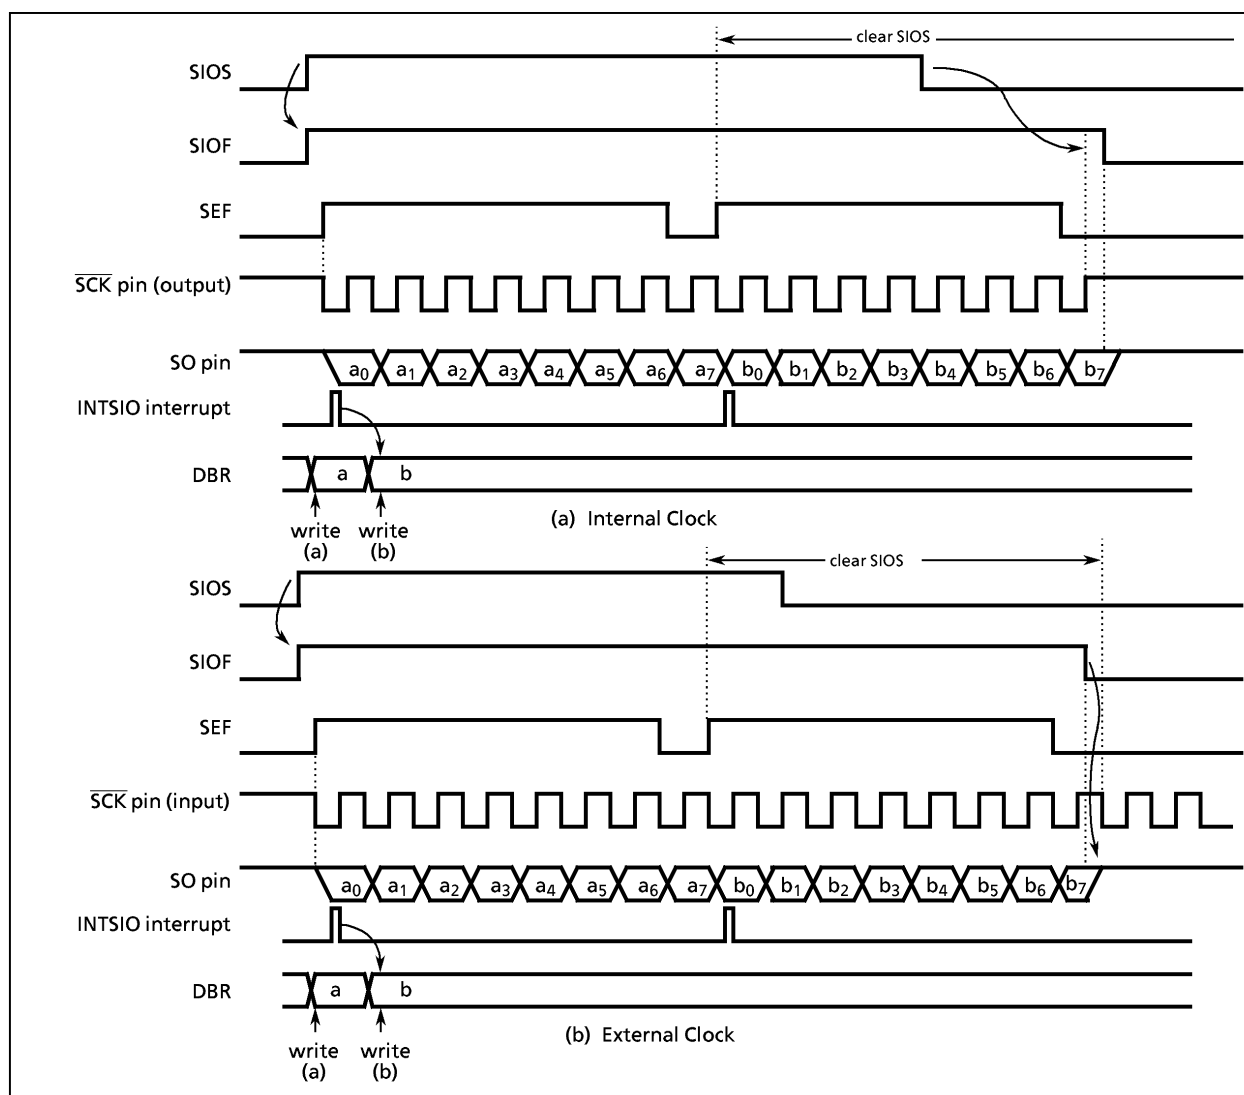 clear SIOS
SIOS
SIOF
SEF
SCK pin (output)
SO pin a0 a1 a2 a3 a4 a5 a6 a7 b0 b1 b2 b3 b4 b5 b6 b7
INTSIO interrupt
DBR a b
write (a) write (b)
(a) Internal Clock
clear SIOS
SIOS
SIOF
SEF
SCK pin (input)
SO pin a0 a1 a2 a3 a4 a5 a6 a7 b0 b1 b2 b3 b4 b5 b6 b7
INTSIO interrupt
DBR a b
write (a) write (b)
(b) External Clock